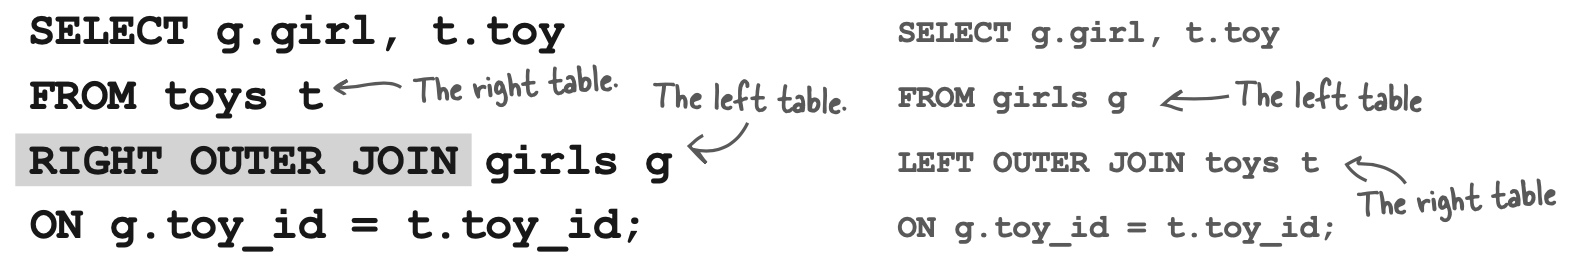 SELECT g.girl, t.toy
FROM toys t The right table.
The left table.
RIGHT OUTER JOIN girls g
ON g.toy_id = t.toy_id;
SELECT g.girl, t.toy
FROM girls g The left table
LEFT OUTER JOIN toys t
The right table
ON g.toy_id = t.toy_id;